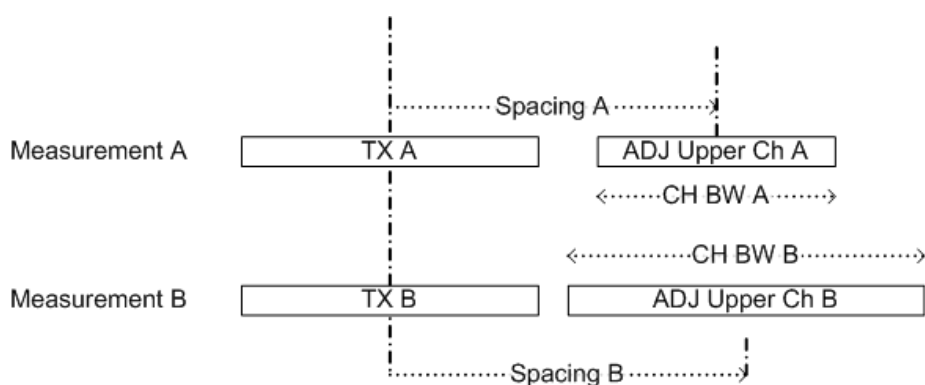 Spacing A
Measurement A
TX A
ADJ Upper Ch A
CH BW A
CH BW B
Measurement B
TX B
ADJ Upper Ch B
Spacing B